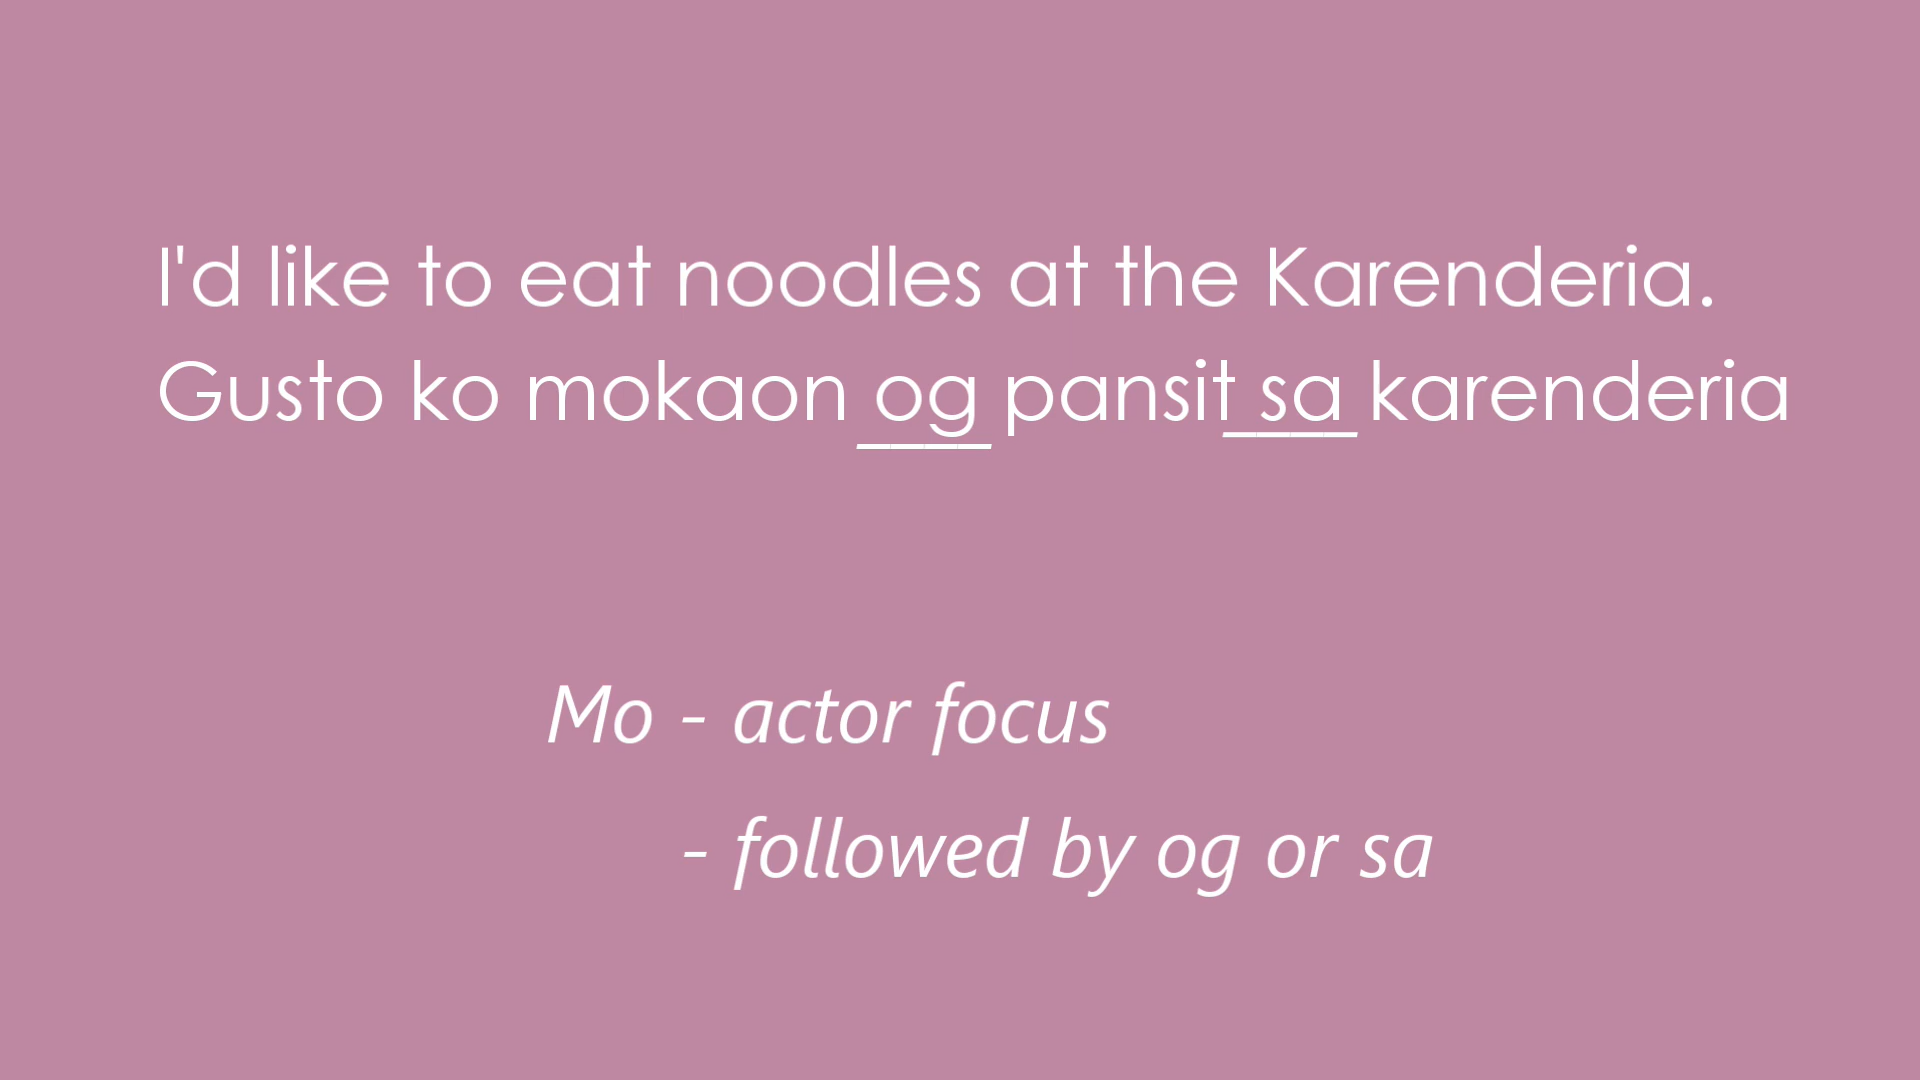 I'd like to eat noodles at the Karenderia.
Gusto ko mokaon og pansit sa karenderia
Mo - actor focus
- followed by og or sa